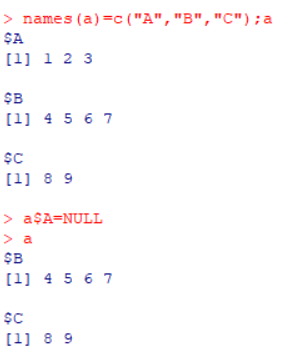 > names(a)=c("A","B","C");a
$A
[1] 1 2 3
$B
[1] 4 5 6 7
$C
[1] 8 9
> a$A=NULL
> a
$B
[1] 4 5 6 7
$C
[1] 8 9